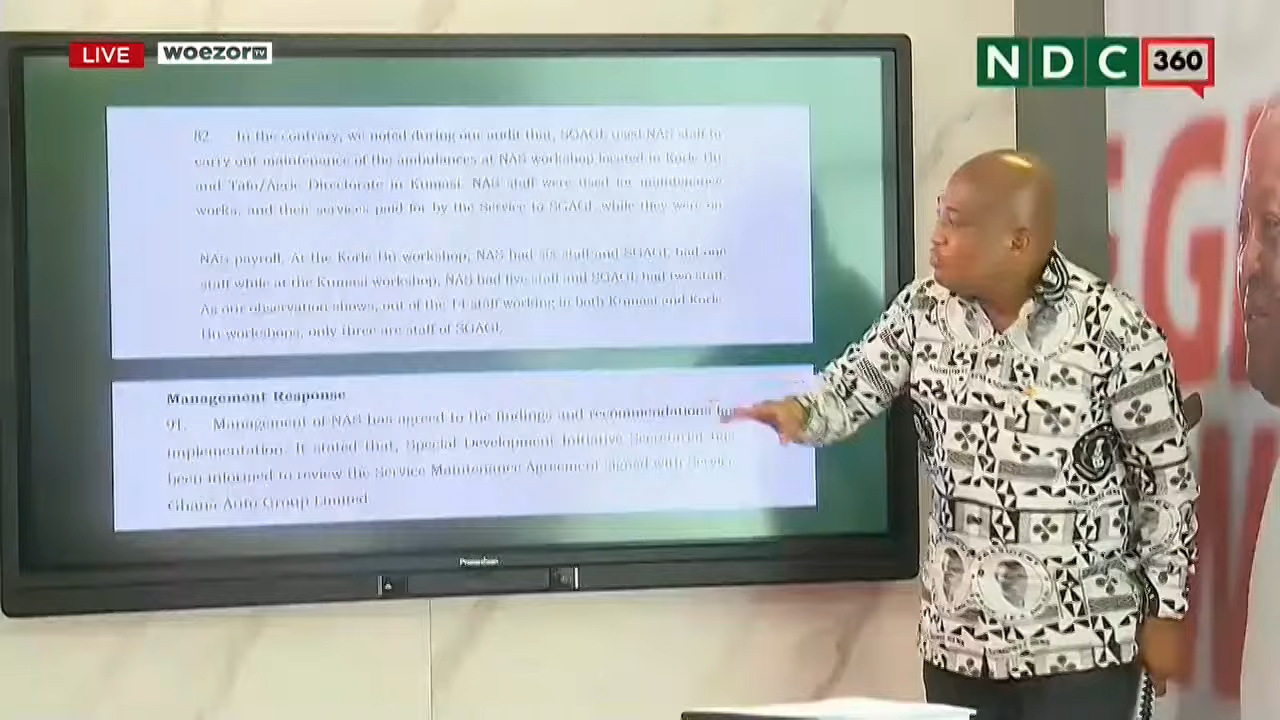 LIVE woezor TV
NDC 360
82. In the contrary, we noted during our audit that, SGAGL used NAS staff to
carry out maintenance of the ambulances at NAS workshop located in Korle Bu
and Tafo/Agric Directorate in Kumasi. NAS staff were used for maintenance
works, and their services paid for by the Service to SGAGL while they were on
NAS payroll. At the Korle Bu workshop, NAS had six staff and SGAGL had one
staff while at the Kumasi workshop, NAS had five staff and SGAGL had two staff.
As our observation shows, out of the 14 staff working in both Kumasi and Korle
Bu workshops, only three are staff of SGAGL.
Management Response
91. Management of NAS has agreed to the findings and recommendations for
implementation. It stated that, Special Development Initiative Secretariat has
been informed to review the Service Maintenance Agreement signed with Service
Ghana Auto Group Limited.
Promethean